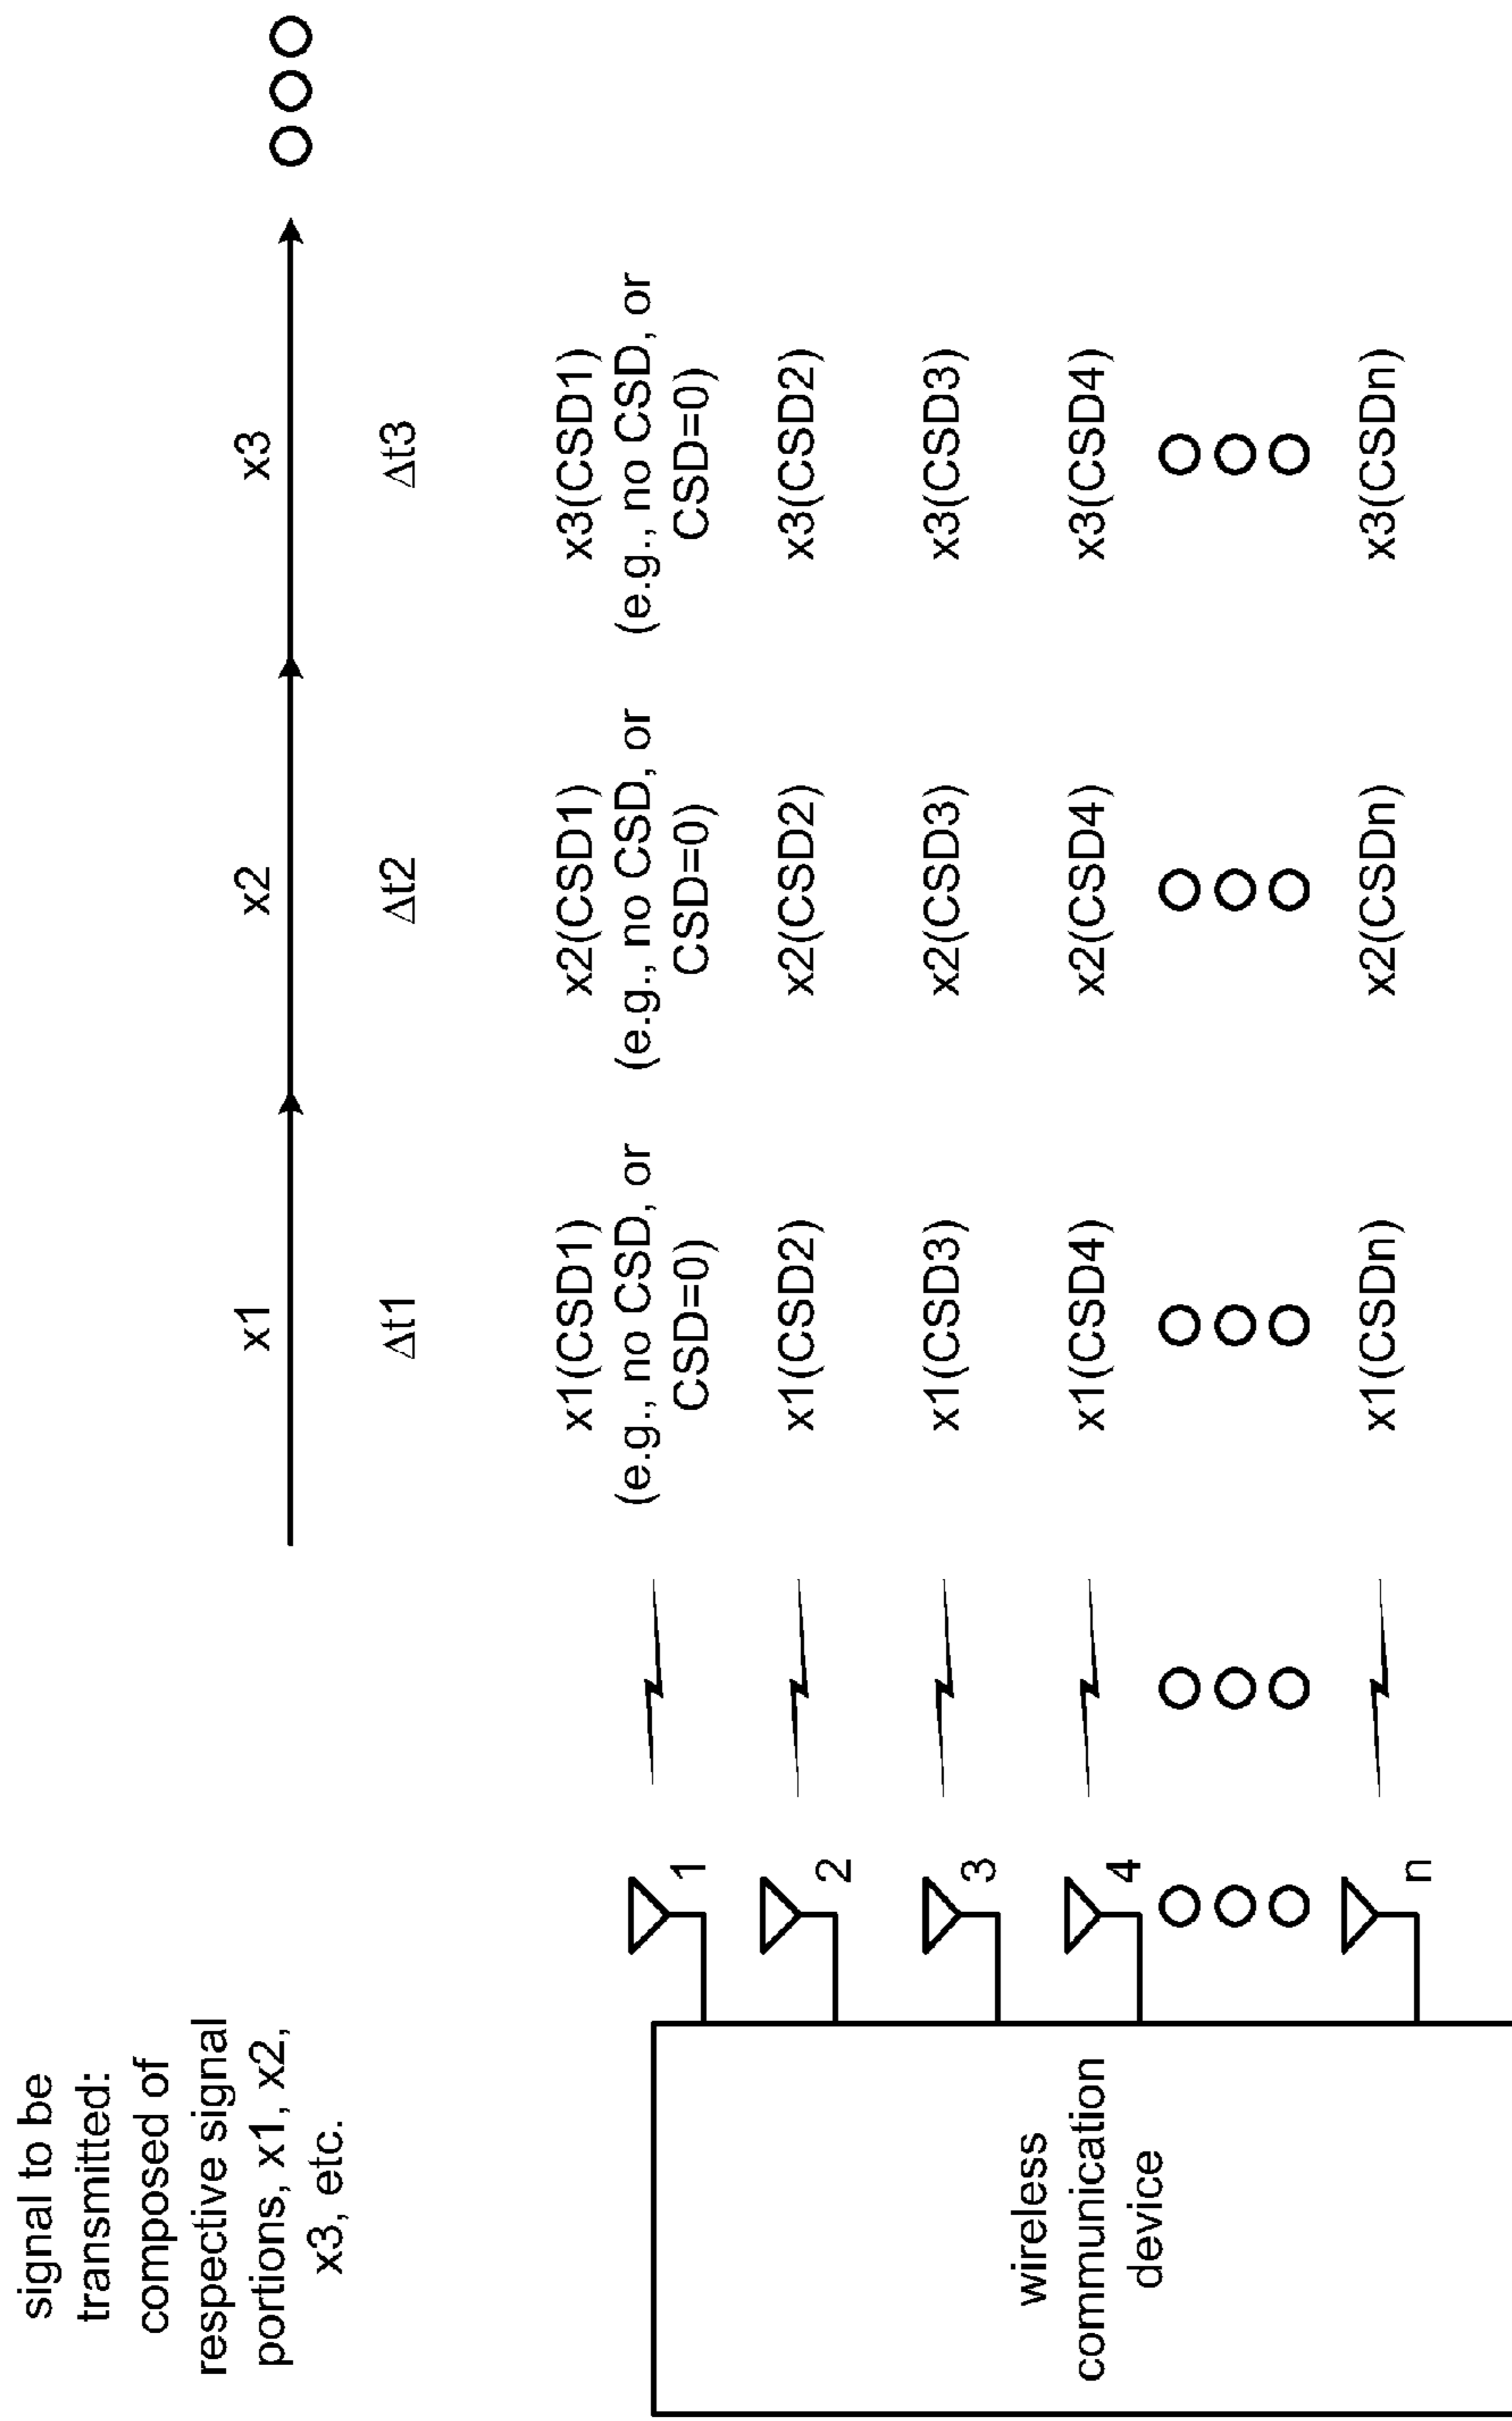 signal to be
transmitted:
composed of
respective signal
portions, x1, x2,
x3, etc.
x1
x2
x3
Δt1
Δt2
Δt3
wireless
communication
device
1
2
3
4
n
x1(CSD1)
(e.g., no CSD, or
CSD=0)
x1(CSD2)
x1(CSD3)
x1(CSD4)
x1(CSDn)
x2(CSD1)
(e.g., no CSD, or
CSD=0)
x2(CSD2)
x2(CSD3)
x2(CSD4)
x2(CSDn)
x3(CSD1)
(e.g., no CSD, or
CSD=0)
x3(CSD2)
x3(CSD3)
x3(CSD4)
x3(CSDn)